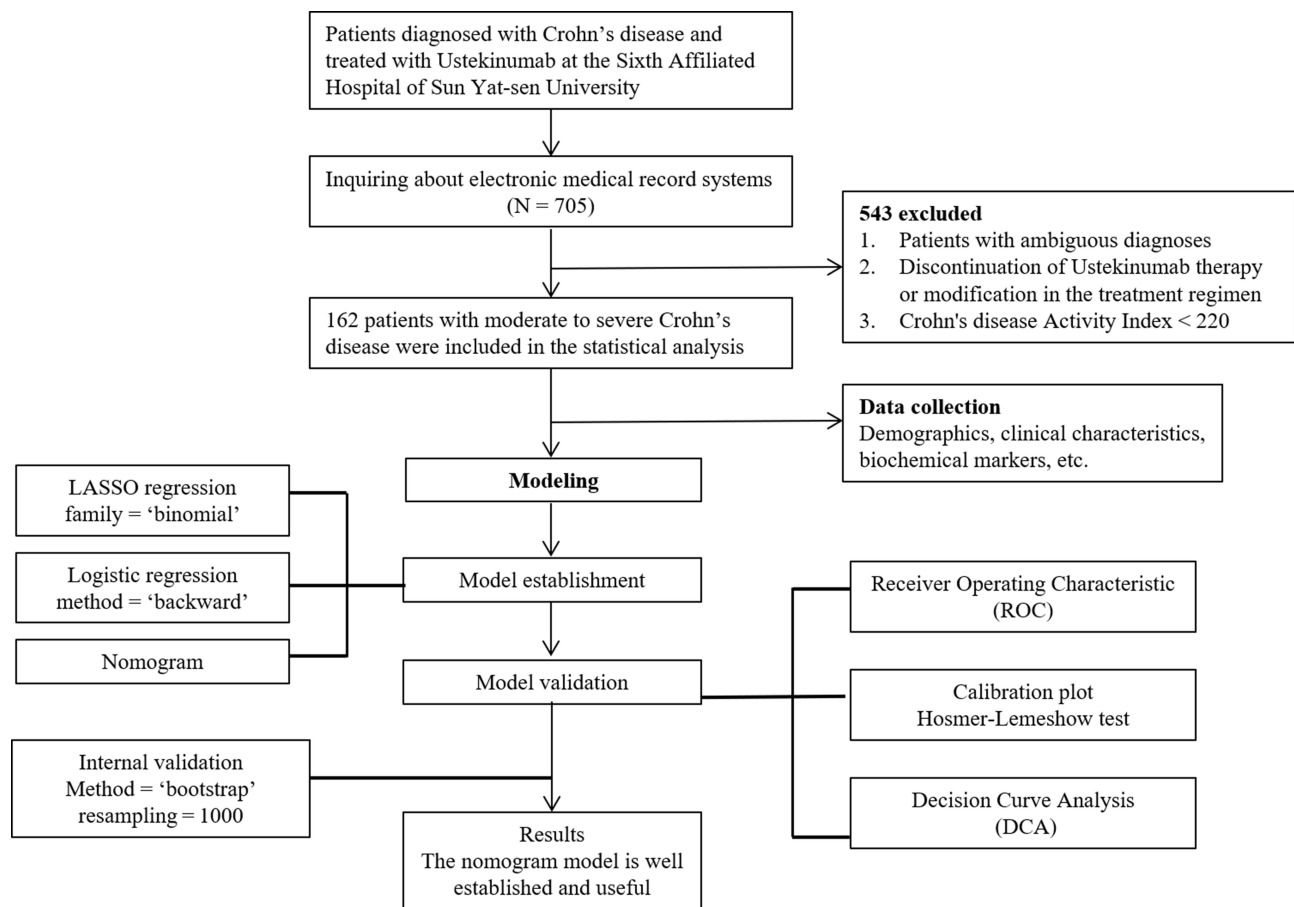 Patients diagnosed with Crohn’s disease and
treated with Ustekinumab at the Sixth Affiliated
Hospital of Sun Yat-sen University
Inquiring about electronic medical record systems
(N = 705)
543 excluded
1. Patients with ambiguous diagnoses
2. Discontinuation of Ustekinumab therapy
or modification in the treatment regimen
3. Crohn's disease Activity Index < 220
162 patients with moderate to severe Crohn’s
disease were included in the statistical analysis
Data collection
Demographics, clinical characteristics,
biochemical markers, etc.
Modeling
LASSO regression
family = ‘binomial’
Logistic regression
method = ‘backward’
Nomogram
Model establishment
Model validation
Receiver Operating Characteristic
(ROC)
Calibration plot
Hosmer-Lemeshow test
Decision Curve Analysis
(DCA)
Internal validation
Method = ‘bootstrap’
resampling = 1000
Results
The nomogram model is well
established and useful